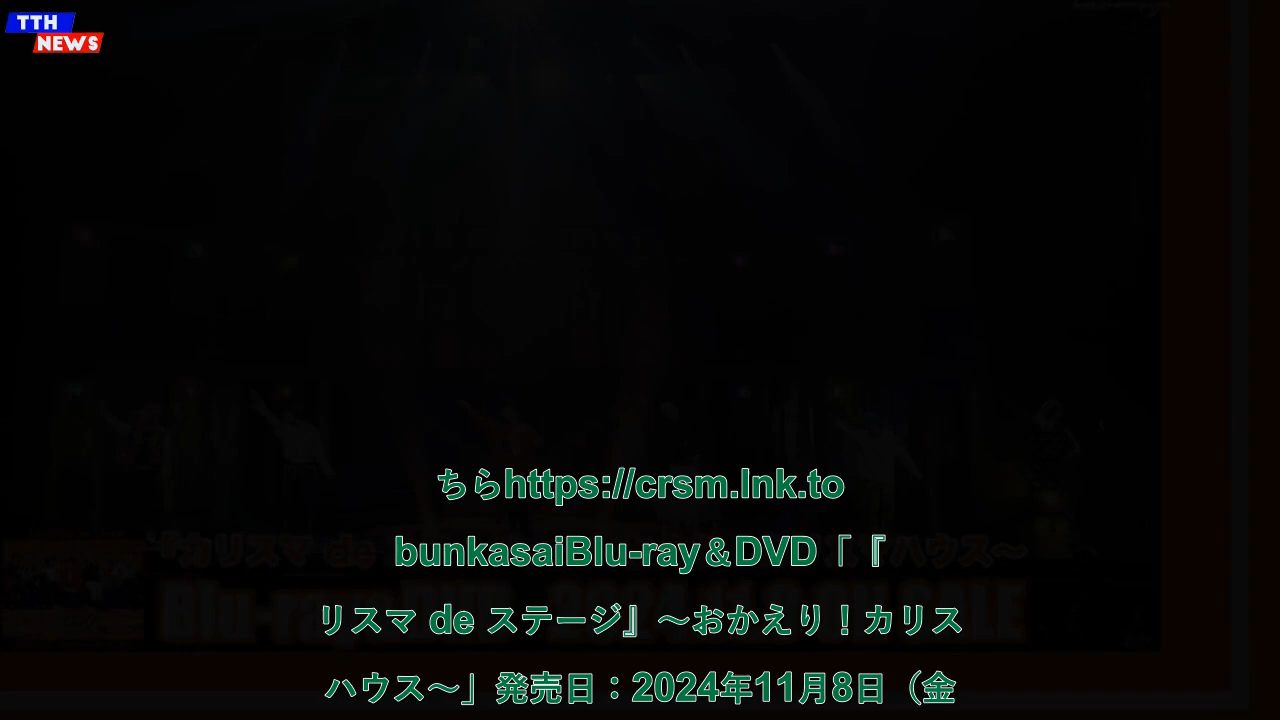 TTH
NEWS
ちらhttps://crsm.lnk.to
bunkasaiBlu-ray＆DVD「『
リスマ de ステージ』～おかえり！カリス
ハウス～」発売日：2024年11月8日（金